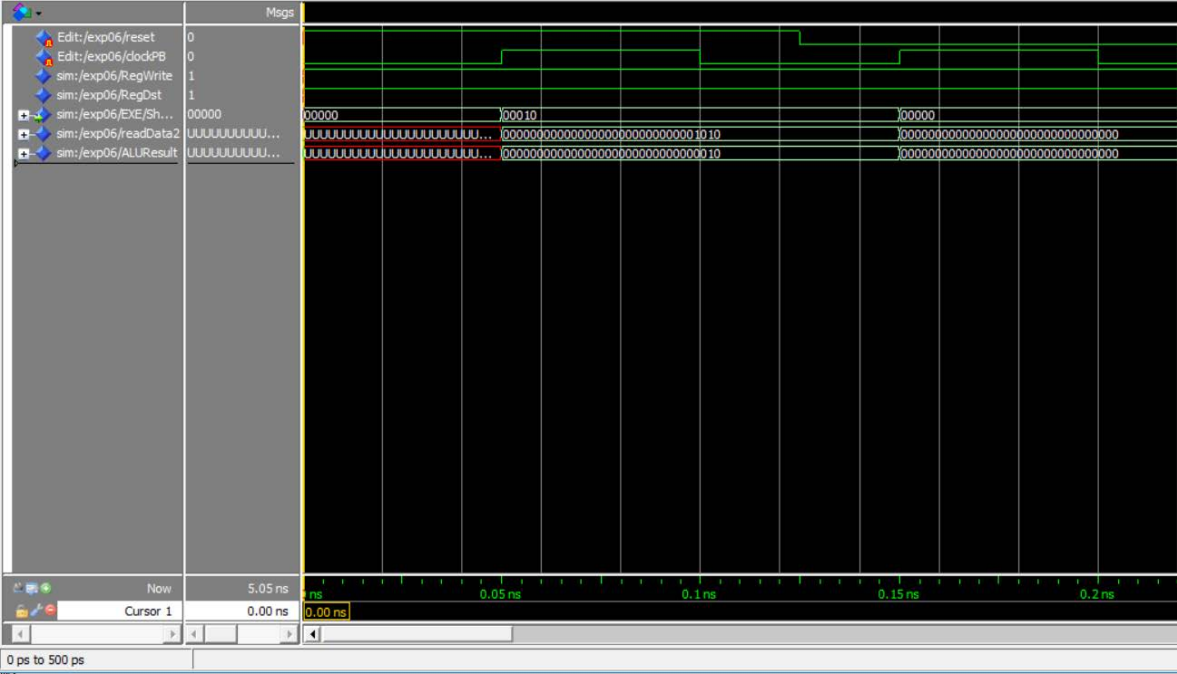 Msgs
Edit:/exp06/reset 0
Edit:/exp06/clockPB 0
sim:/exp06/RegWrite 1
sim:/exp06/RegDst 1
sim:/exp06/EXE/Sh... 00000 00000 00010 00000
sim:/exp06/readData2 UUUUUUUUUU... UUUUUUUUUUUUUUUUUUUUUUU... 00000000000000000000000000001010 00000000000000000000000000000000
sim:/exp06/ALUResult UUUUUUUUUU... UUUUUUUUUUUUUUUUUUUUUUU... 00000000000000000000000000000010 00000000000000000000000000000000
Now 5.05 ns ns 0.05 ns 0.1 ns 0.15 ns 0.2 ns
Cursor 1 0.00 ns 0.00 ns
0 ps to 500 ps